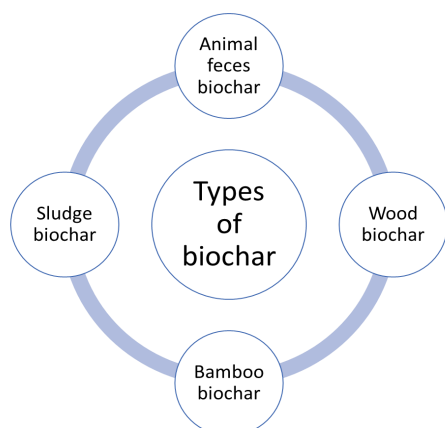 Animal
feces
biochar
Types
of
biochar
Sludge
biochar
Wood
biochar
Bamboo
biochar